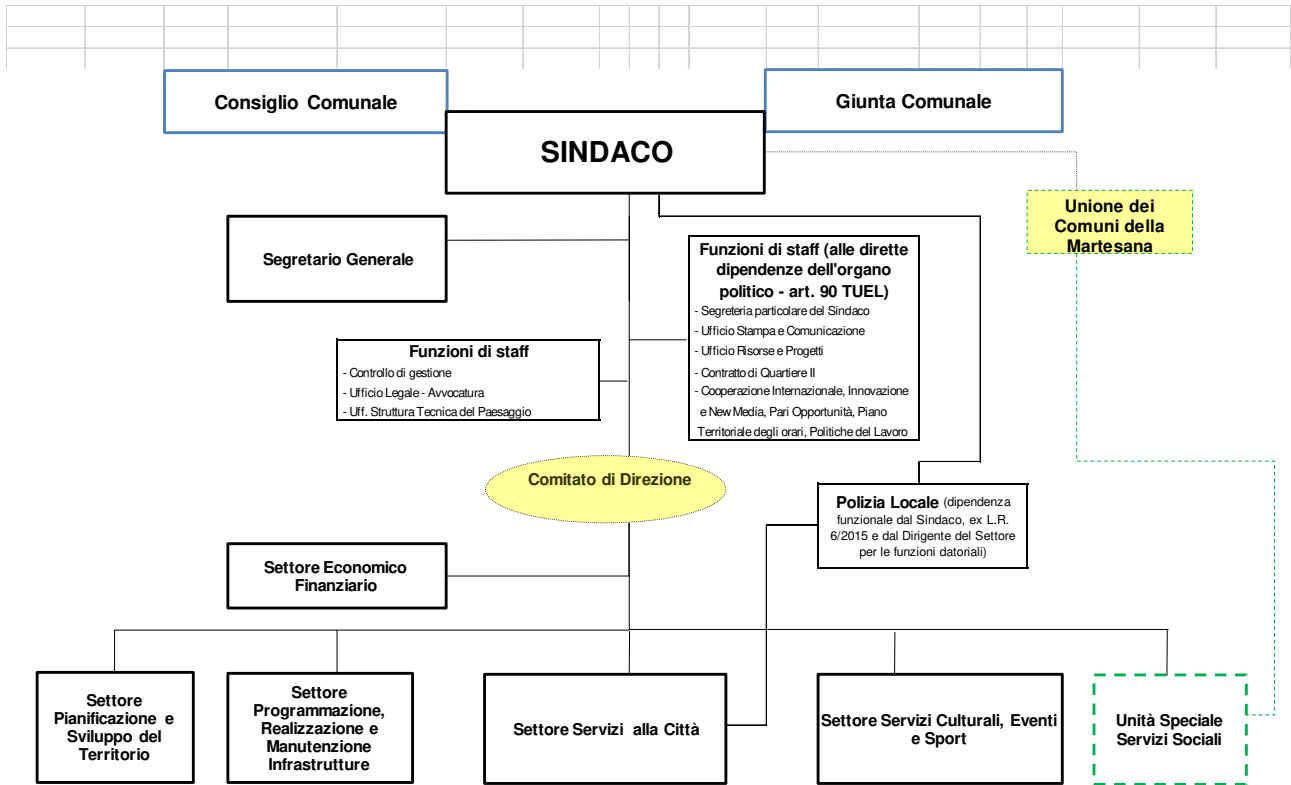 Consiglio Comunale
Giunta Comunale
SINDACO
Unione dei
Comuni della
Martesana
Segretario Generale
Funzioni di staff (alle dirette
dipendenze dell'organo
politico - art. 90 TUEL)
- Segreteria particolare del Sindaco
- Ufficio Stampa e Comunicazione
- Ufficio Risorse e Progetti
- Contratto di Quartiere II
- Cooperazione Internazionale, Innovazione
e New Media, Pari Opportunità, Piano
Territoriale degli orari, Politiche del Lavoro
Funzioni di staff
- Controllo di gestione
- Ufficio Legale - Avvocatura
- Uff. Struttura Tecnica del Paesaggio
Comitato di Direzione
Polizia Locale (dipendenza
funzionale dal Sindaco, ex L.R.
6/2015 e dal Dirigente del Settore
per le funzioni datoriali)
Settore Economico
Finanziario
Settore
Pianificazione e
Sviluppo del
Territorio
Settore
Programmazione,
Realizzazione e
Manutenzione
Infrastrutture
Settore Servizi alla Città
Settore Servizi Culturali, Eventi
e Sport
Unità Speciale
Servizi Sociali